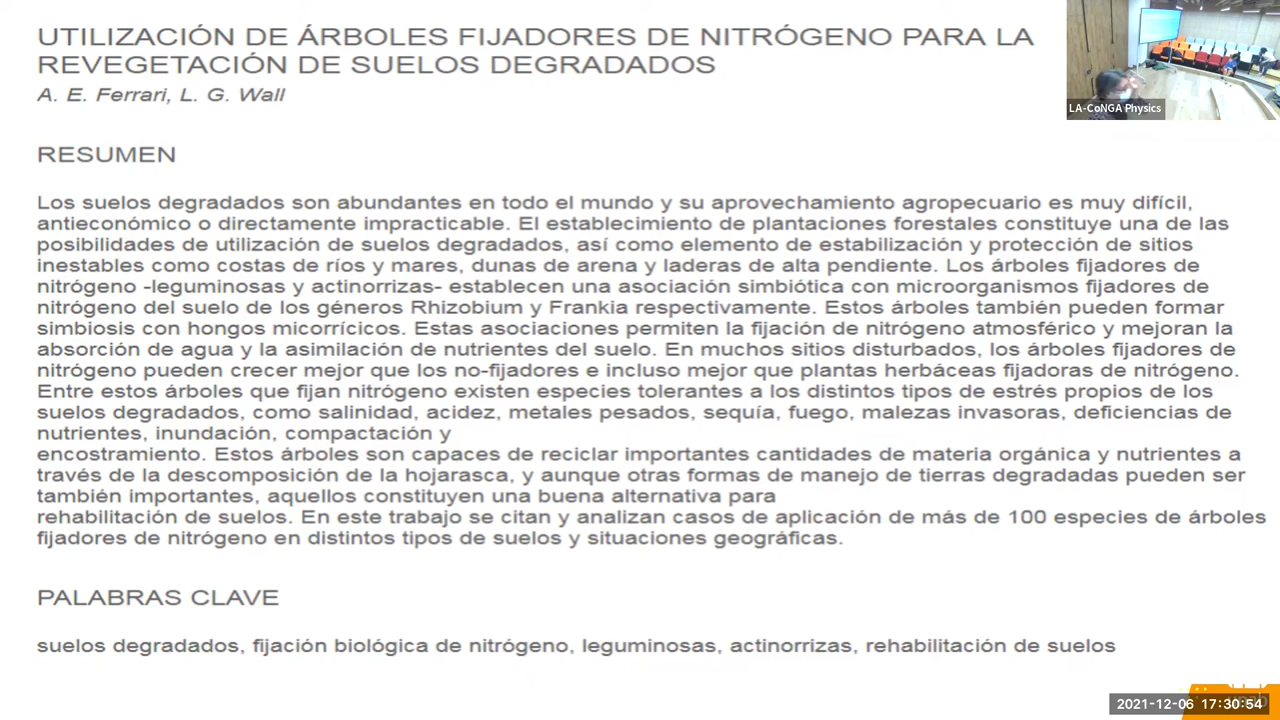 UTILIZACIÓN DE ÁRBOLES FIJADORES DE NITRÓGENO PARA LA
REVEGETACIÓN DE SUELOS DEGRADADOS
A. E. Ferrari, L. G. Wall
LA-CoNGA Physics
RESUMEN
Los suelos degradados son abundantes en todo el mundo y su aprovechamiento agropecuario es muy difícil,
antieconómico o directamente impracticable. El establecimiento de plantaciones forestales constituye una de las
posibilidades de utilización de suelos degradados, así como elemento de estabilización y protección de sitios
inestables como costas de ríos y mares, dunas de arena y laderas de alta pendiente. Los árboles fijadores de
nitrógeno -leguminosas y actinorrizas- establecen una asociación simbiótica con microorganismos fijadores de
nitrógeno del suelo de los géneros Rhizobium y Frankia respectivamente. Estos árboles también pueden formar
simbiosis con hongos micorrícicos. Estas asociaciones permiten la fijación de nitrógeno atmosférico y mejoran la
absorción de agua y la asimilación de nutrientes del suelo. En muchos sitios disturbados, los árboles fijadores de
nitrógeno pueden crecer mejor que los no-fijadores e incluso mejor que plantas herbáceas fijadoras de nitrógeno.
Entre estos árboles que fijan nitrógeno existen especies tolerantes a los distintos tipos de estrés propios de los
suelos degradados, como salinidad, acidez, metales pesados, sequía, fuego, malezas invasoras, deficiencias de
nutrientes, inundación, compactación y
encostramiento. Estos árboles son capaces de reciclar importantes cantidades de materia orgánica y nutrientes a
través de la descomposición de la hojarasca, y aunque otras formas de manejo de tierras degradadas pueden ser
también importantes, aquellos constituyen una buena alternativa para
rehabilitación de suelos. En este trabajo se citan y analizan casos de aplicación de más de 100 especies de árboles
fijadores de nitrógeno en distintos tipos de suelos y situaciones geográficas.
PALABRAS CLAVE
suelos degradados, fijación biológica de nitrógeno, leguminosas, actinorrizas, rehabilitación de suelos
2021-12-06 17:30:54